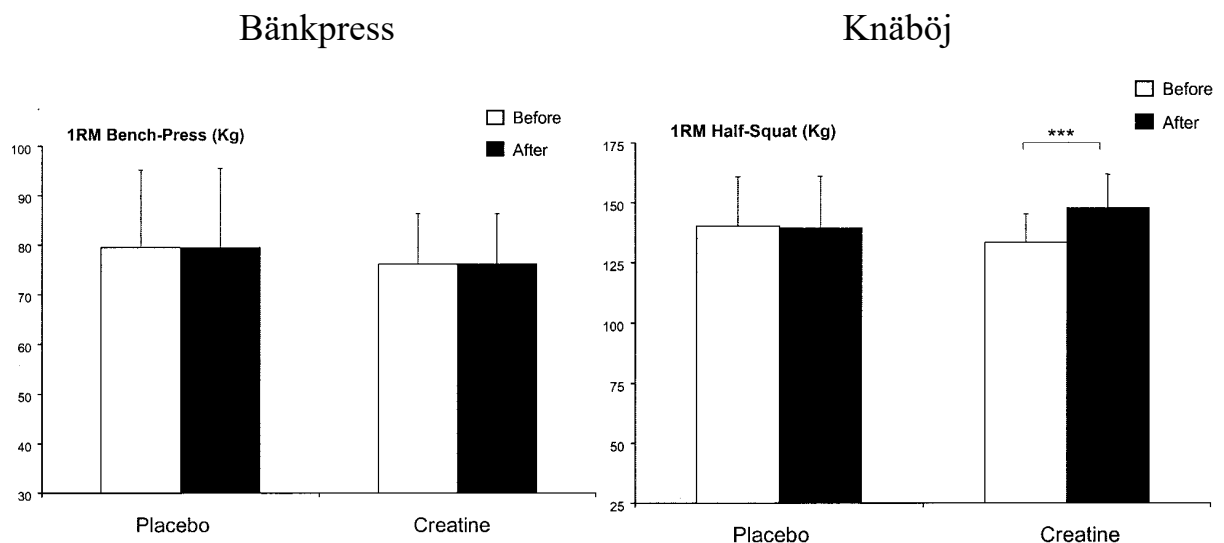 Bänkpress
Before
After
1RM Bench-Press (Kg)
100
90
80
70
60
50
40
30
Placebo
Creatine
Knäböj
Before
After
1RM Half-Squat (Kg)
***
175
150
125
100
75
50
25
Placebo
Creatine